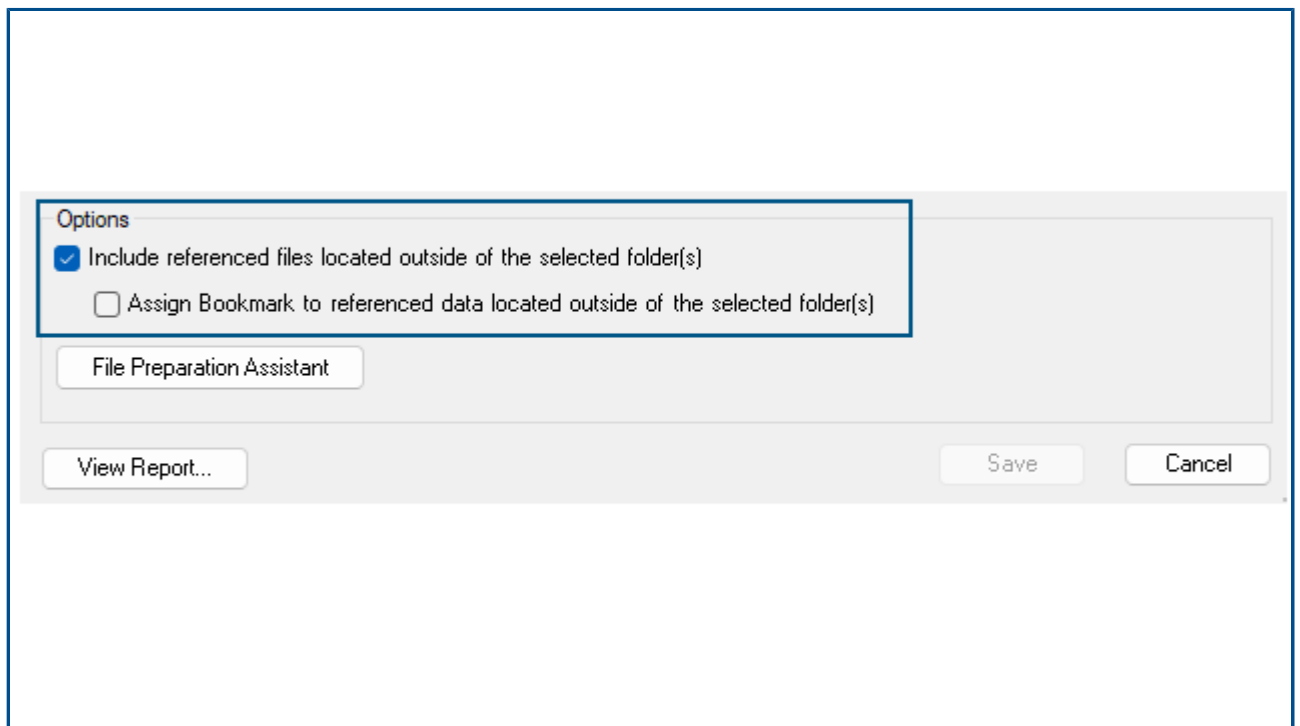 Options
Include referenced files located outside of the selected folder(s)
Assign Bookmark to referenced data located outside of the selected folder(s)
File Preparation Assistant
View Report...
Save
Cancel